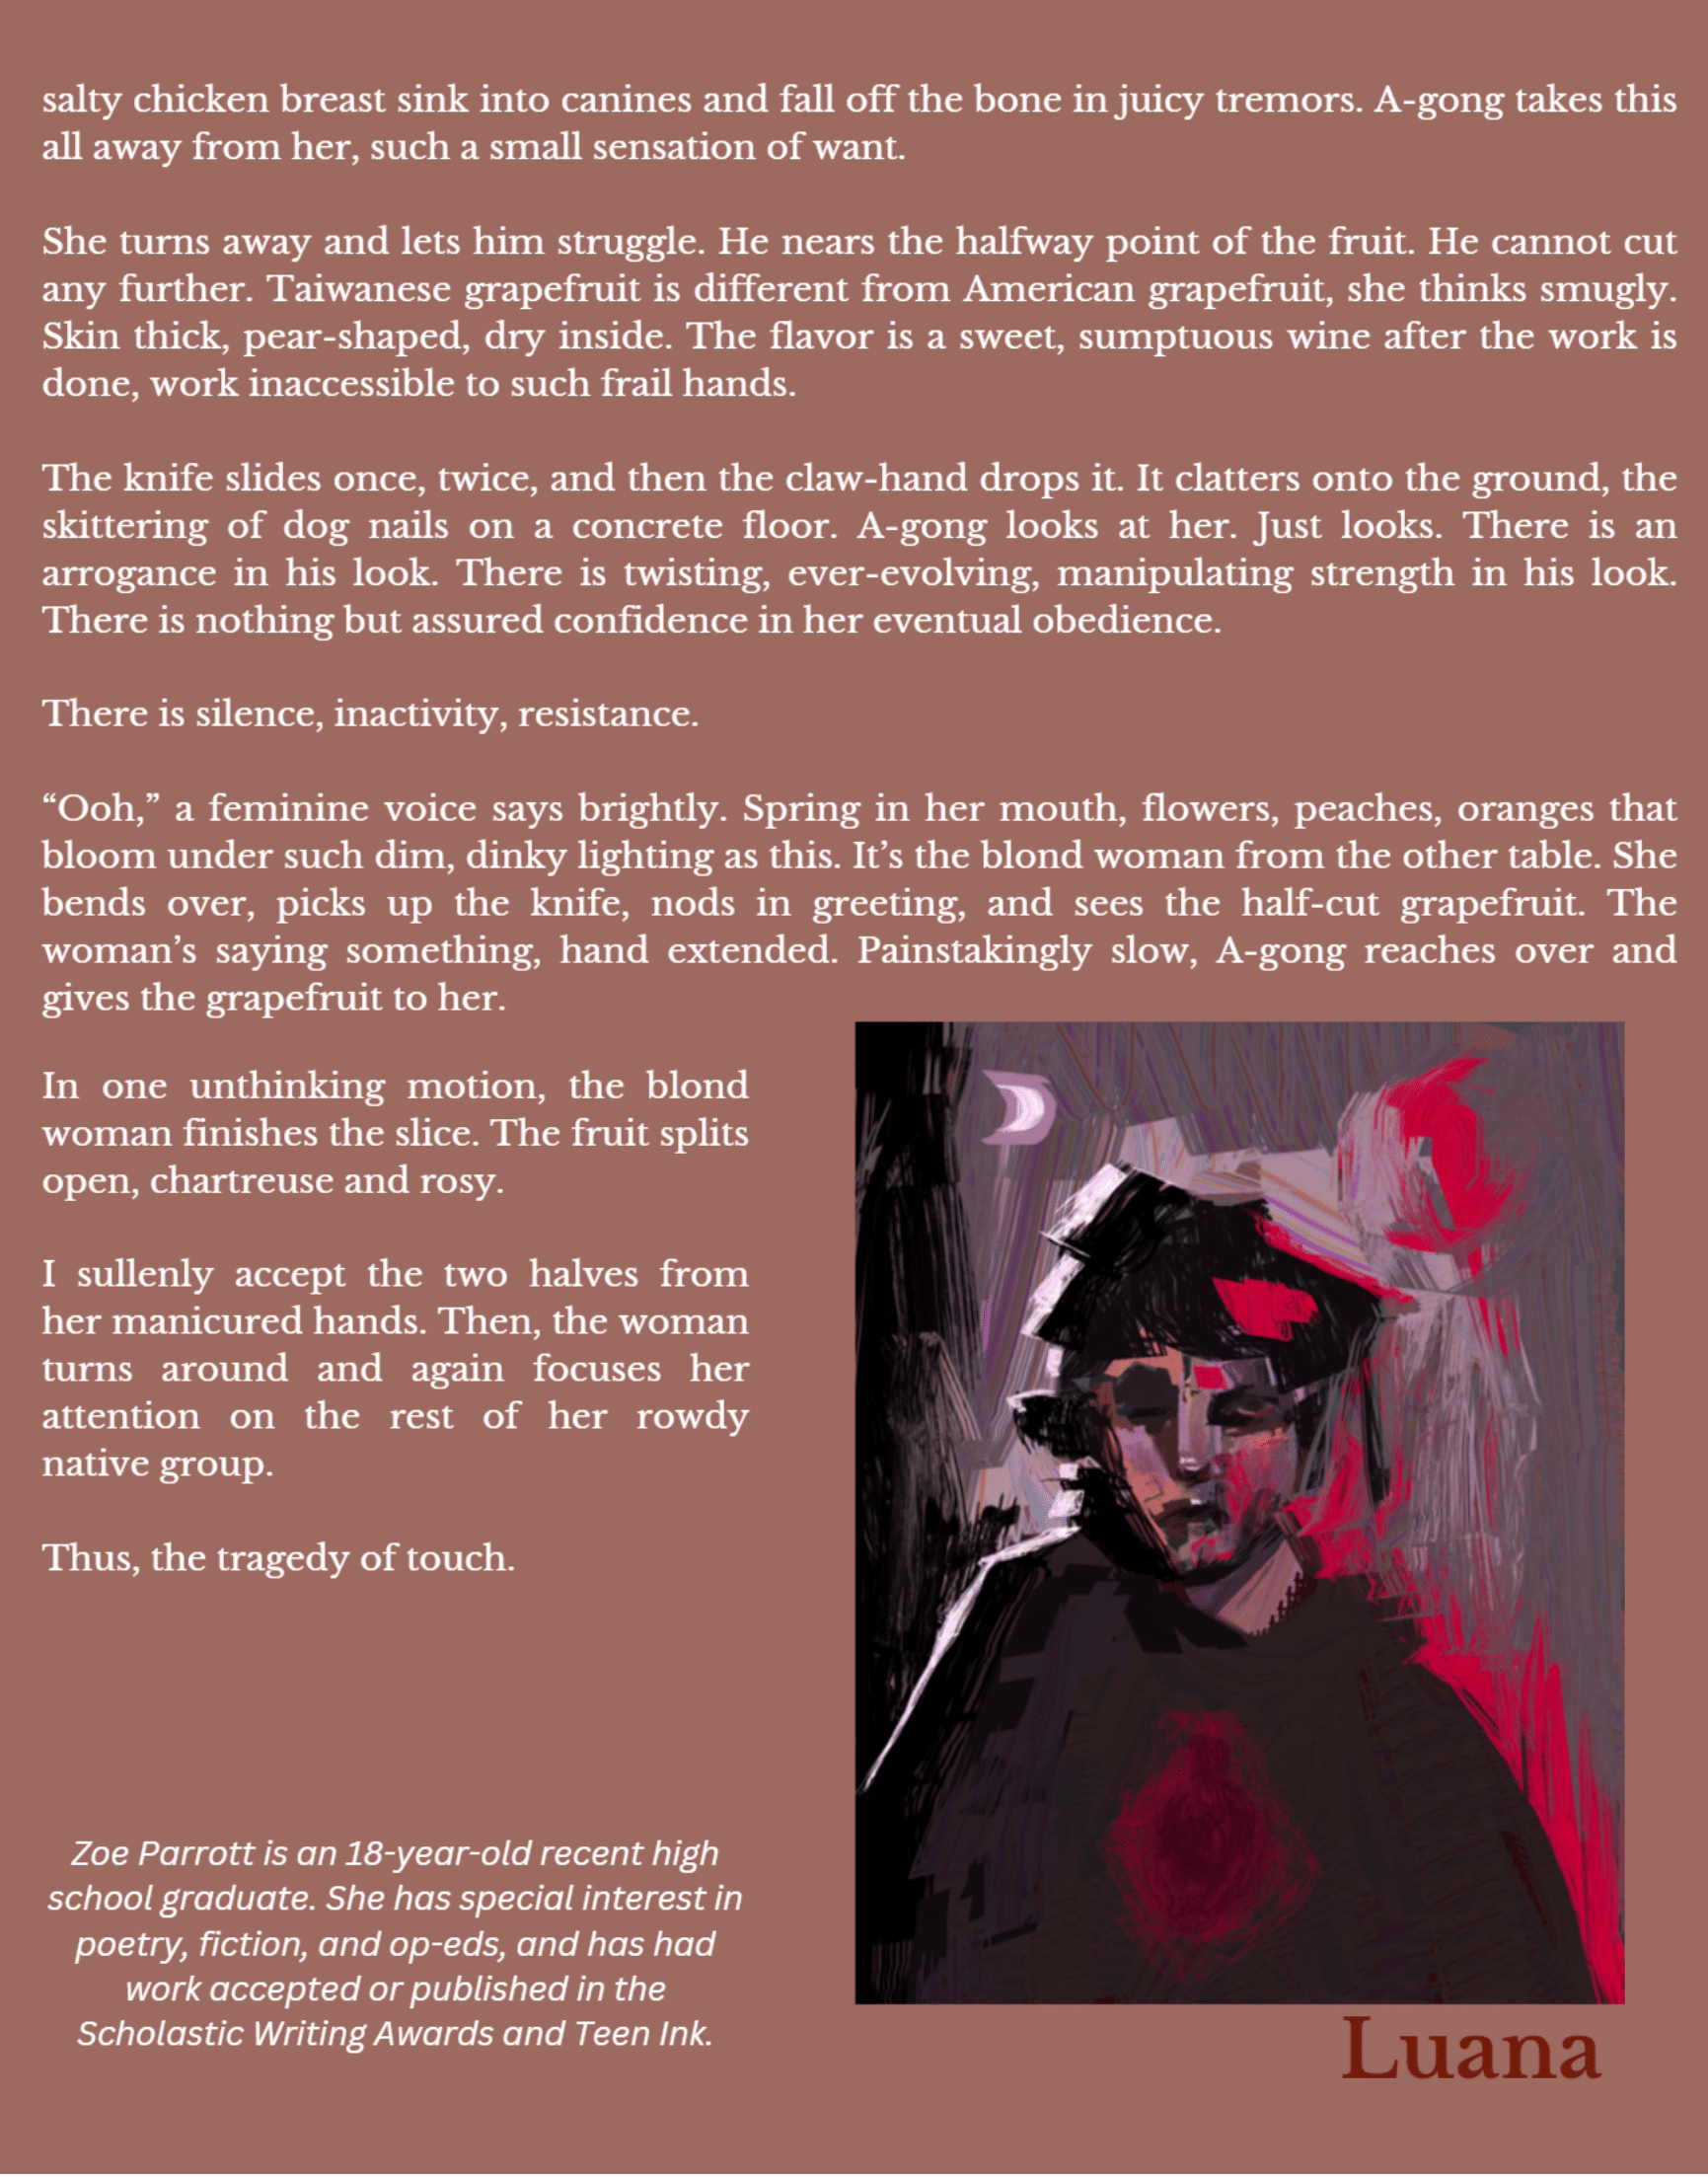 salty chicken breast sink into canines and fall off the bone in juicy tremors. A-gong takes this
all away from her, such a small sensation of want.
She turns away and lets him struggle. He nears the halfway point of the fruit. He cannot cut
any further. Taiwanese grapefruit is different from American grapefruit, she thinks smugly.
Skin thick, pear-shaped, dry inside. The flavor is a sweet, sumptuous wine after the work is
done, work inaccessible to such frail hands.
The knife slides once, twice, and then the claw-hand drops it. It clatters onto the ground, the
skittering of dog nails on a concrete floor. A-gong looks at her. Just looks. There is an
arrogance in his look. There is twisting, ever-evolving, manipulating strength in his look.
There is nothing but assured confidence in her eventual obedience.
There is silence, inactivity, resistance.
“Ooh,” a feminine voice says brightly. Spring in her mouth, flowers, peaches, oranges that
bloom under such dim, dinky lighting as this. It’s the blond woman from the other table. She
bends over, picks up the knife, nods in greeting, and sees the half-cut grapefruit. The
woman’s saying something, hand extended. Painstakingly slow, A-gong reaches over and
gives the grapefruit to her.
In one unthinking motion, the blond
woman finishes the slice. The fruit splits
open, chartreuse and rosy.
I sullenly accept the two halves from
her manicured hands. Then, the woman
turns around and again focuses her
attention on the rest of her rowdy
native group.
Thus, the tragedy of touch.
Zoe Parrott is an 18-year-old recent high
school graduate. She has special interest in
poetry, fiction, and op-eds, and has had
work accepted or published in the
Scholastic Writing Awards and Teen Ink.
Luana